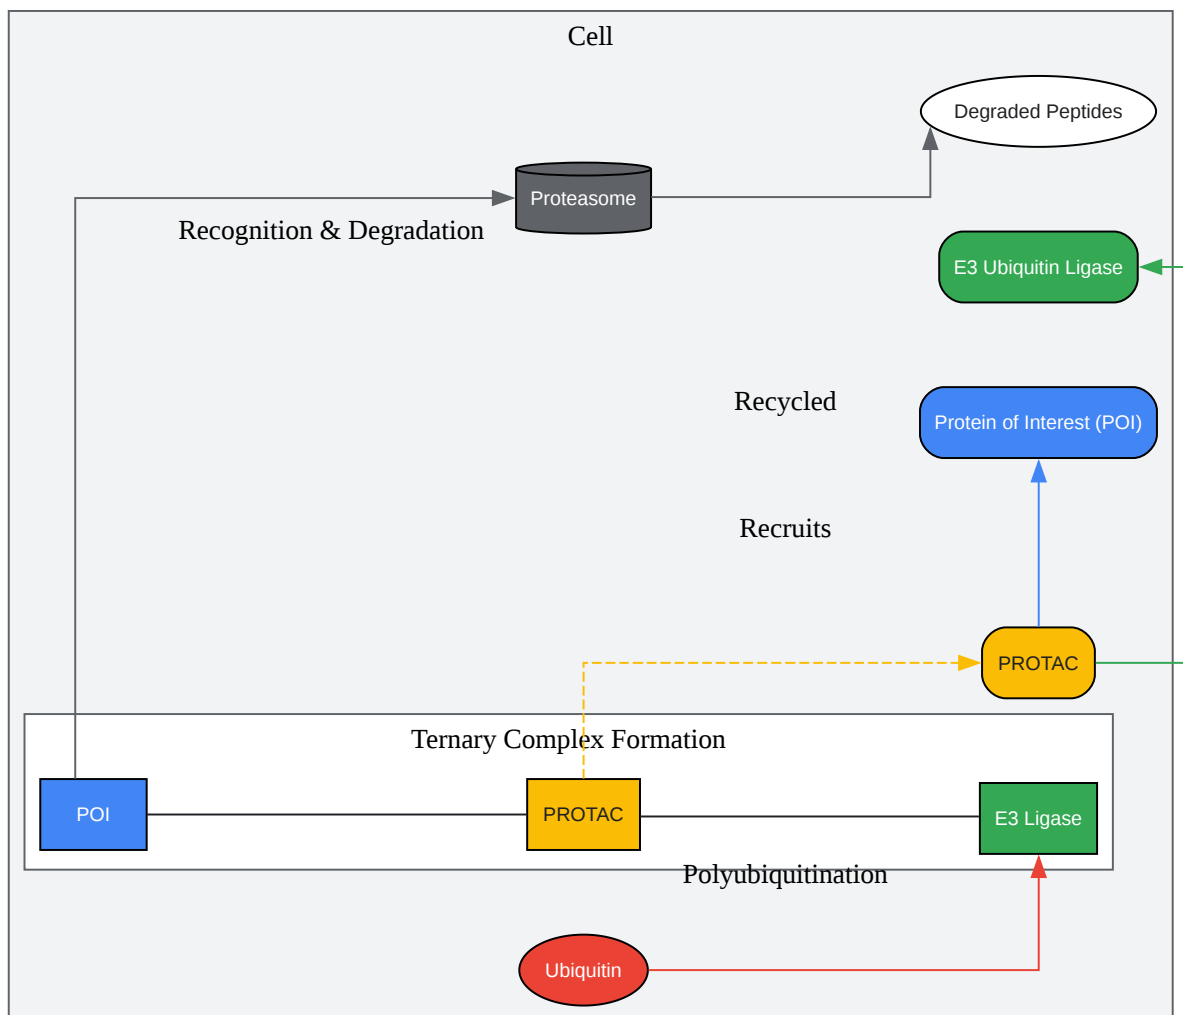 Cell
Degraded Peptides
Proteasome
Recognition & Degradation
E3 Ubiquitin Ligase
Recycled
Protein of Interest (POI)
Recruits
PROTAC
Ternary Complex Formation
POI
PROTAC
E3 Ligase
Polyubiquitination
Ubiquitin